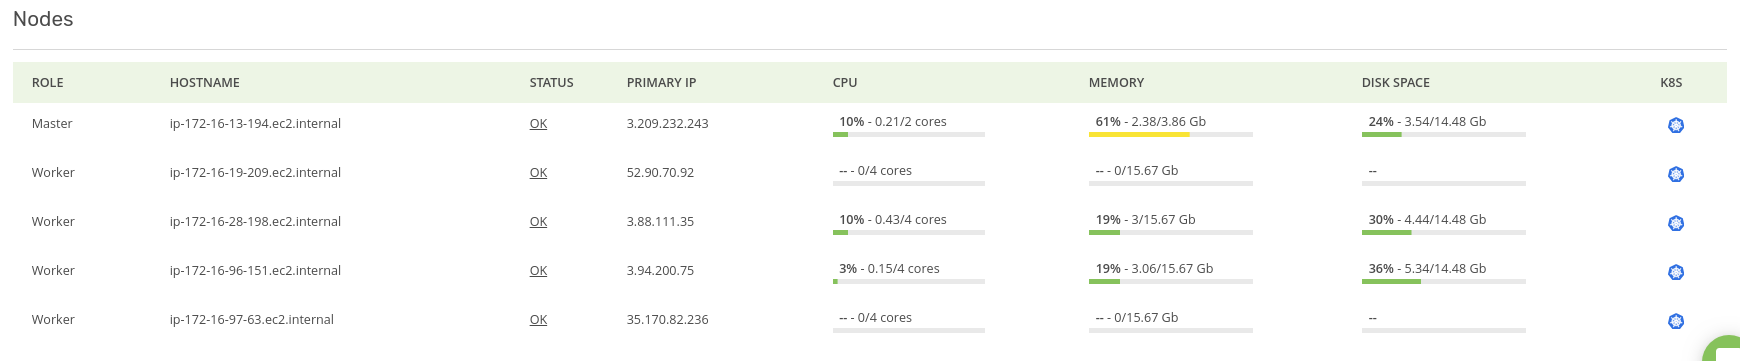 Nodes
ROLE HOSTNAME STATUS PRIMARY IP CPU MEMORY DISK SPACE K8S
Master ip-172-16-13-194.ec2.internal OK 3.209.232.243 10% - 0.21/2 cores 61% - 2.38/3.86 Gb 24% - 3.54/14.48 Gb
Worker ip-172-16-19-209.ec2.internal OK 52.90.70.92 -- - 0/4 cores -- - 0/15.67 Gb --
Worker ip-172-16-28-198.ec2.internal OK 3.88.111.35 10% - 0.43/4 cores 19% - 3/15.67 Gb 30% - 4.44/14.48 Gb
Worker ip-172-16-96-151.ec2.internal OK 3.94.200.75 3% - 0.15/4 cores 19% - 3.06/15.67 Gb 36% - 5.34/14.48 Gb
Worker ip-172-16-97-63.ec2.internal OK 35.170.82.236 -- - 0/4 cores -- - 0/15.67 Gb --